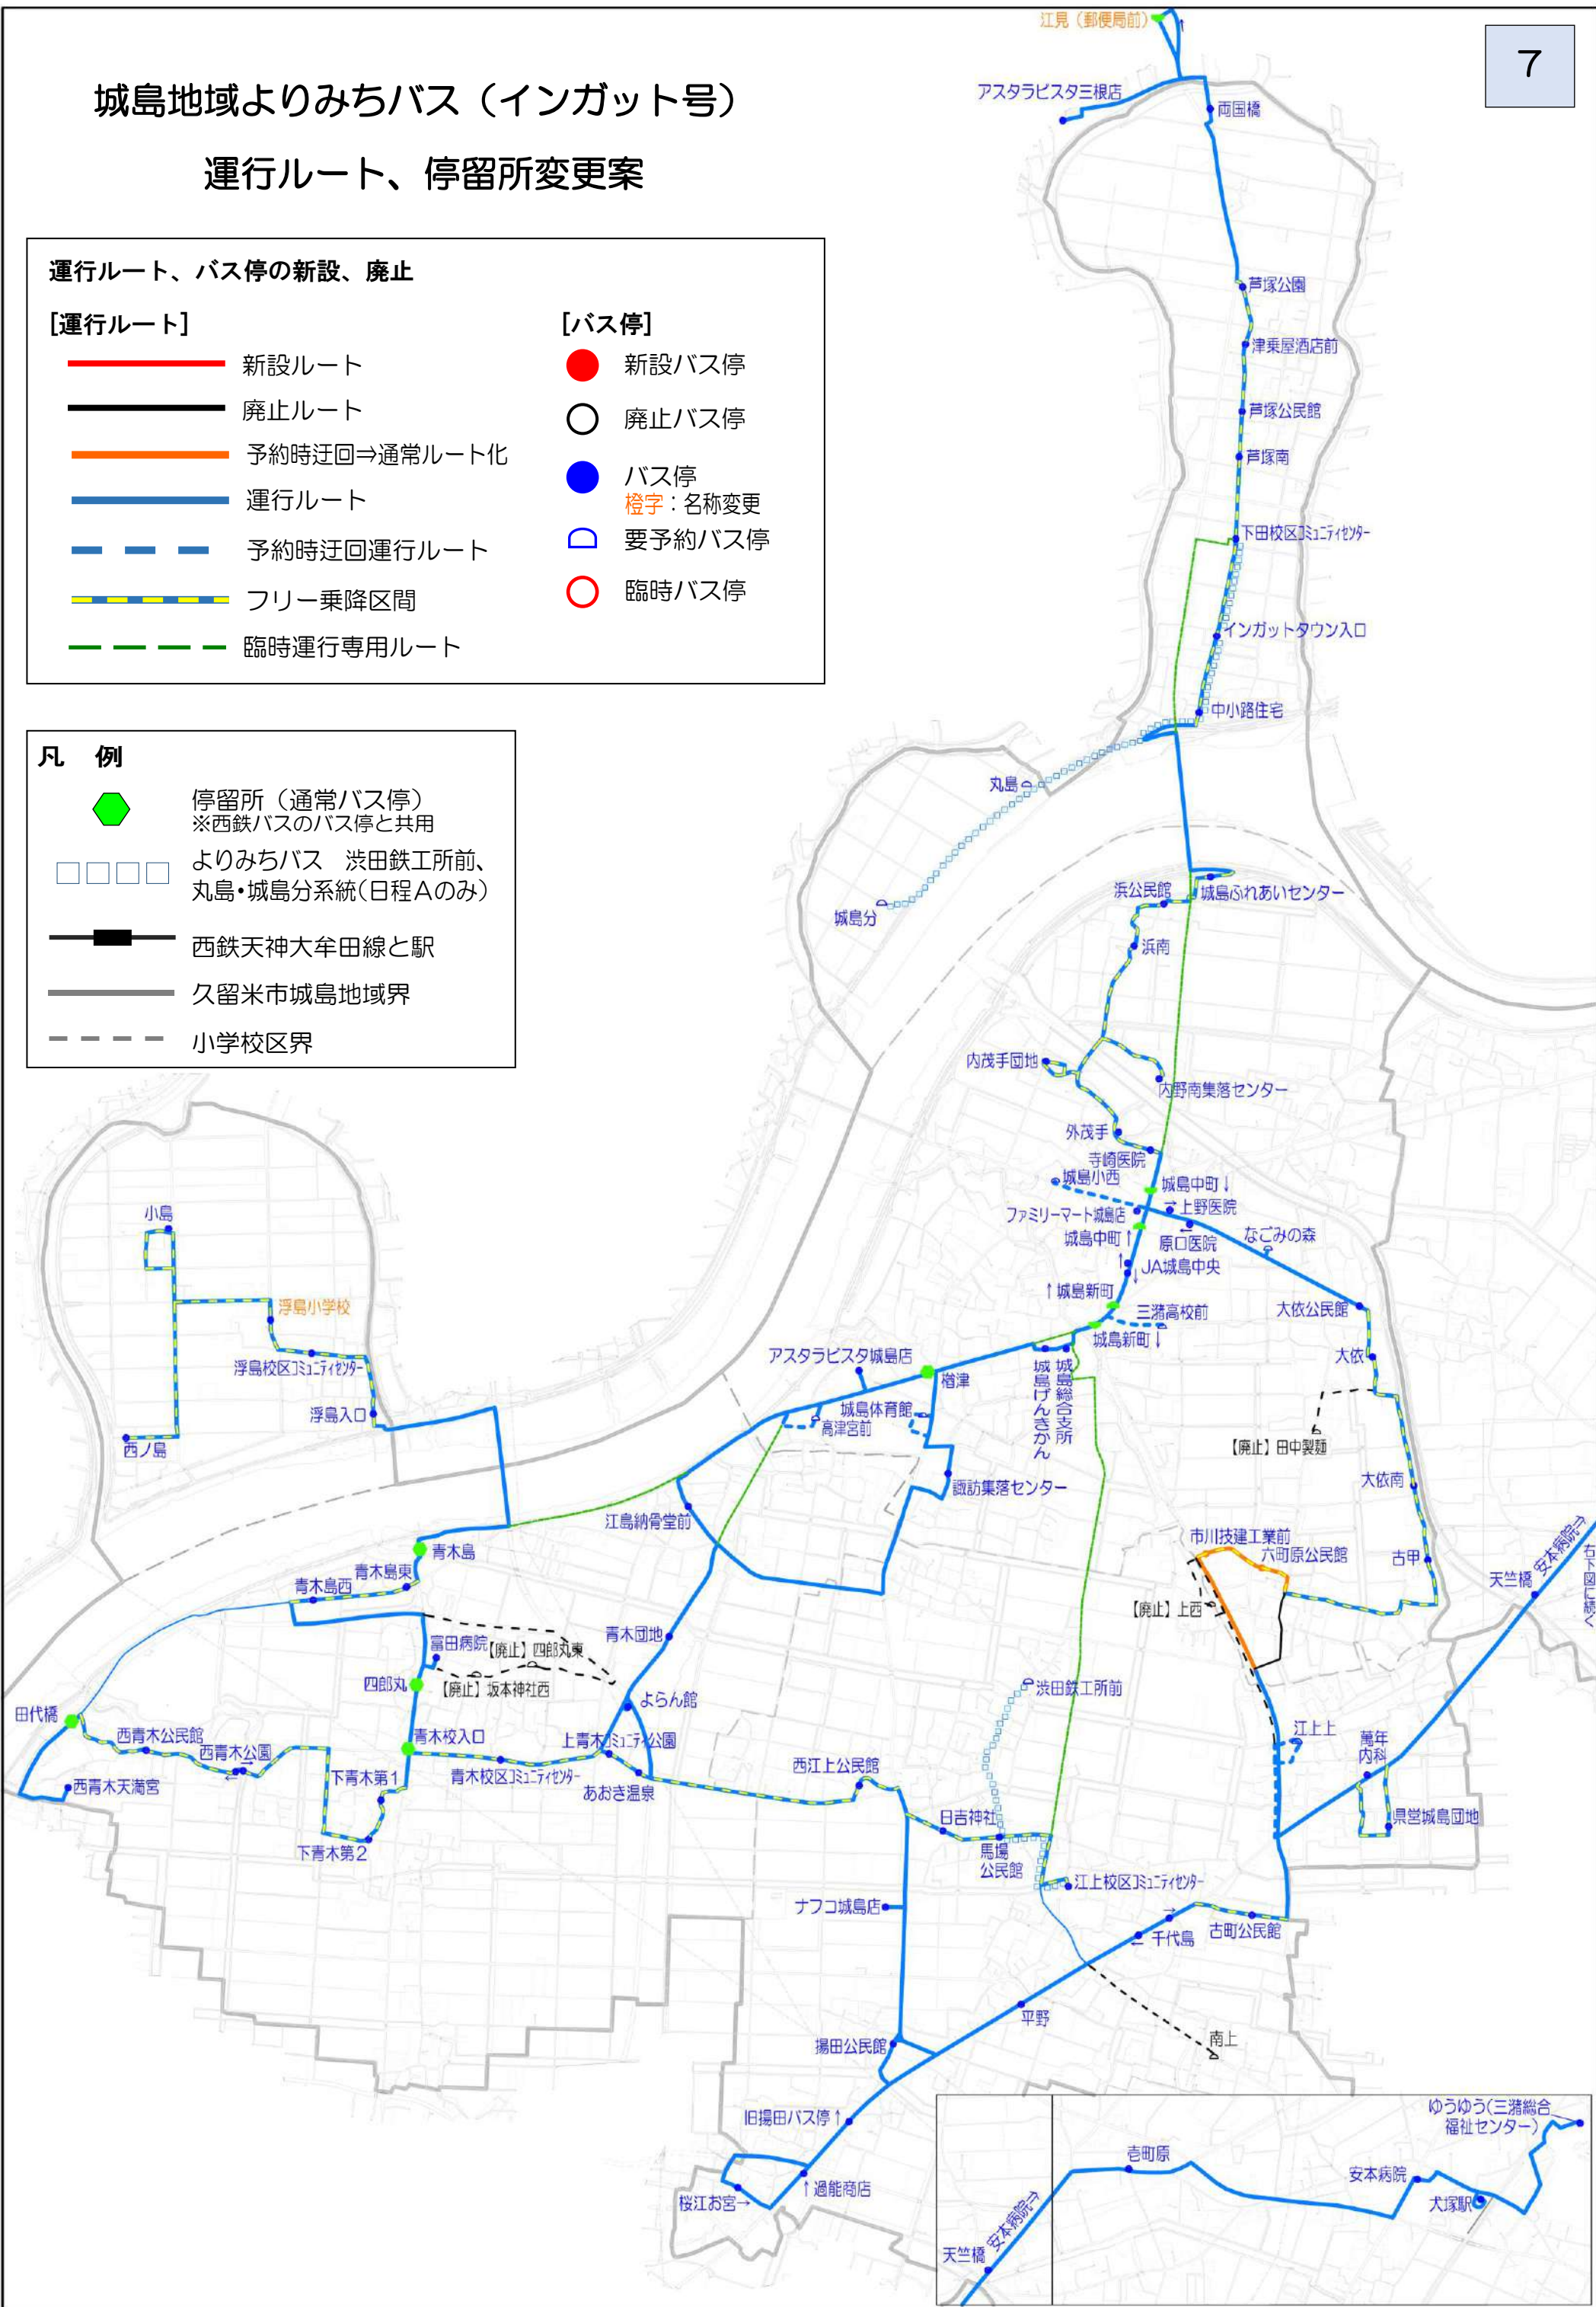 江見（郵便局前）
↑
7
城島地域よりみちバス（インガット号）
運行ルート、停留所変更案
アスタラビスタ三根店
両国橋
運行ルート、バス停の新設、廃止
[運行ルート]
新設ルート
廃止ルート
予約時迂回⇒通常ルート化
運行ルート
予約時迂回運行ルート
フリー乗降区間
臨時運行専用ルート
[バス停]
新設バス停
廃止バス停
バス停
橙字：名称変更
要予約バス停
臨時バス停
芦塚公園
津乗屋酒店前
芦塚公民館
芦塚南
下田校区コミュニティセンター
インガットタウン入口
中小路住宅
凡　例
停留所（通常バス停）
※西鉄バスのバス停と共用
よりみちバス　渋田鉄工所前、
丸島・城島分系統(日程Aのみ)
西鉄天神大牟田線と駅
久留米市城島地域界
小学校区界
丸島
城島分
浜公民館
城島ふれあいセンター
浜南
内茂手団地
内野南集落センター
外茂手
寺崎医院
城島小西
城島中町↓
→上野医院
ファミリーマート城島店
城島中町↑
←
原口医院
なごみの森
↑
↓
JA城島中央
↑城島新町
三潴高校前
大依公民館
城島新町↓
大依
小島
浮島小学校
浮島校区コミュニティセンター
浮島入口
西ノ島
アスタラビスタ城島店
楢津
城島げんきかん
城島総合支所
城島体育館
高津宮前
【廃止】田中製麺
諏訪集落センター
大依南
江島納骨堂前
市川技建工業前
六町原公民館
古甲
安本病院⇒
天竺橋
右下図に続く
青木島
青木島東
青木島西
【廃止】上西
富田病院
【廃止】四郎丸東
青木団地
四郎丸
【廃止】坂本神社西
渋田鉄工所前
よらん館
田代橋
西青木公民館
青木校入口
上青木コミュニティ公園
江上上
萬年
内科
西青木公園
→
←
西青木天満宮
下青木第1
青木校区コミュニティセンター
あおき温泉
西江上公民館
下青木第2
日吉神社
馬場
公民館
県営城島団地
江上校区コミュニティセンター
ナフコ城島店
→
← 千代島
古町公民館
平野
揚田公民館
南上
旧揚田バス停↑
桜江お宮→
↑過能商店
ゆうゆう(三潴総合
福祉センター)
壱町原
安本病院
犬塚駅
安本病院⇒
天竺橋